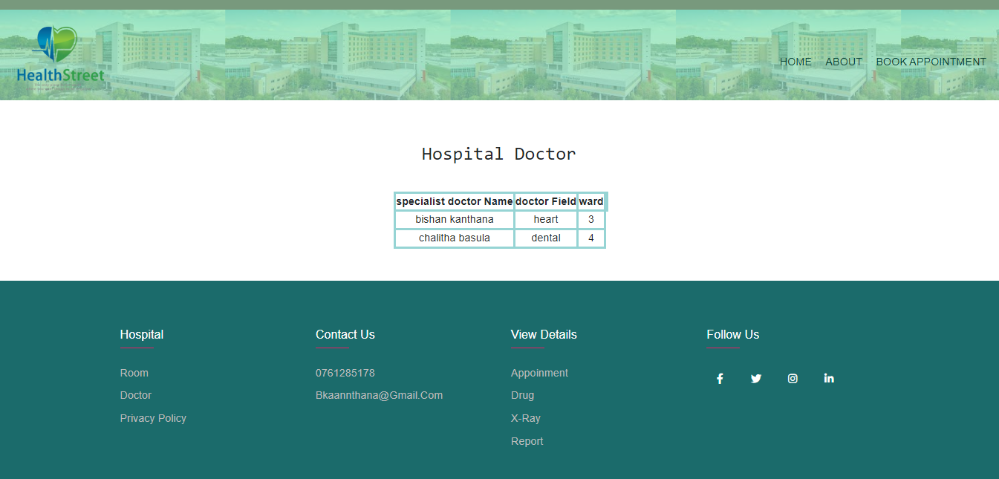 HealthStreet
HOME ABOUT BOOK APPOINTMENT
Hospital Doctor
specialist doctor Name doctor Field ward
bishan kanthana heart 3
chalitha basula dental 4
Hospital
Room
Doctor
Privacy Policy
Contact Us
0761285178
Bkaannthana@Gmail.Com
View Details
Appoinment
Drug
X-Ray
Report
Follow Us